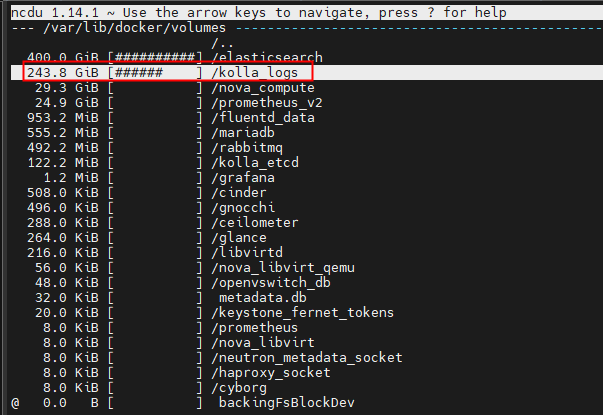 ncdu 1.14.1 ~ Use the arrow keys to navigate, press ? for help
--- /var/lib/docker/volumes ----------------------------------------------
                         /..
  400.0 GiB [##########] /elasticsearch
  243.8 GiB [######    ] /kolla_logs
   29.3 GiB [          ] /nova_compute
   24.9 GiB [          ] /prometheus_v2
  953.2 MiB [          ] /fluentd_data
  555.2 MiB [          ] /mariadb
  492.2 MiB [          ] /rabbitmq
  122.2 MiB [          ] /kolla_etcd
    1.2 MiB [          ] /grafana
  508.0 KiB [          ] /cinder
  496.0 KiB [          ] /gnocchi
  288.0 KiB [          ] /ceilometer
  264.0 KiB [          ] /glance
  216.0 KiB [          ] /libvirtd
   56.0 KiB [          ] /nova_libvirt_qemu
   48.0 KiB [          ] /openvswitch_db
   32.0 KiB [          ]  metadata.db
   20.0 KiB [          ] /keystone_fernet_tokens
    8.0 KiB [          ] /prometheus
    8.0 KiB [          ] /nova_libvirt
    8.0 KiB [          ] /neutron_metadata_socket
    8.0 KiB [          ] /haproxy_socket
    8.0 KiB [          ] /cyborg
@   0.0   B [          ]  backingFsBlockDev